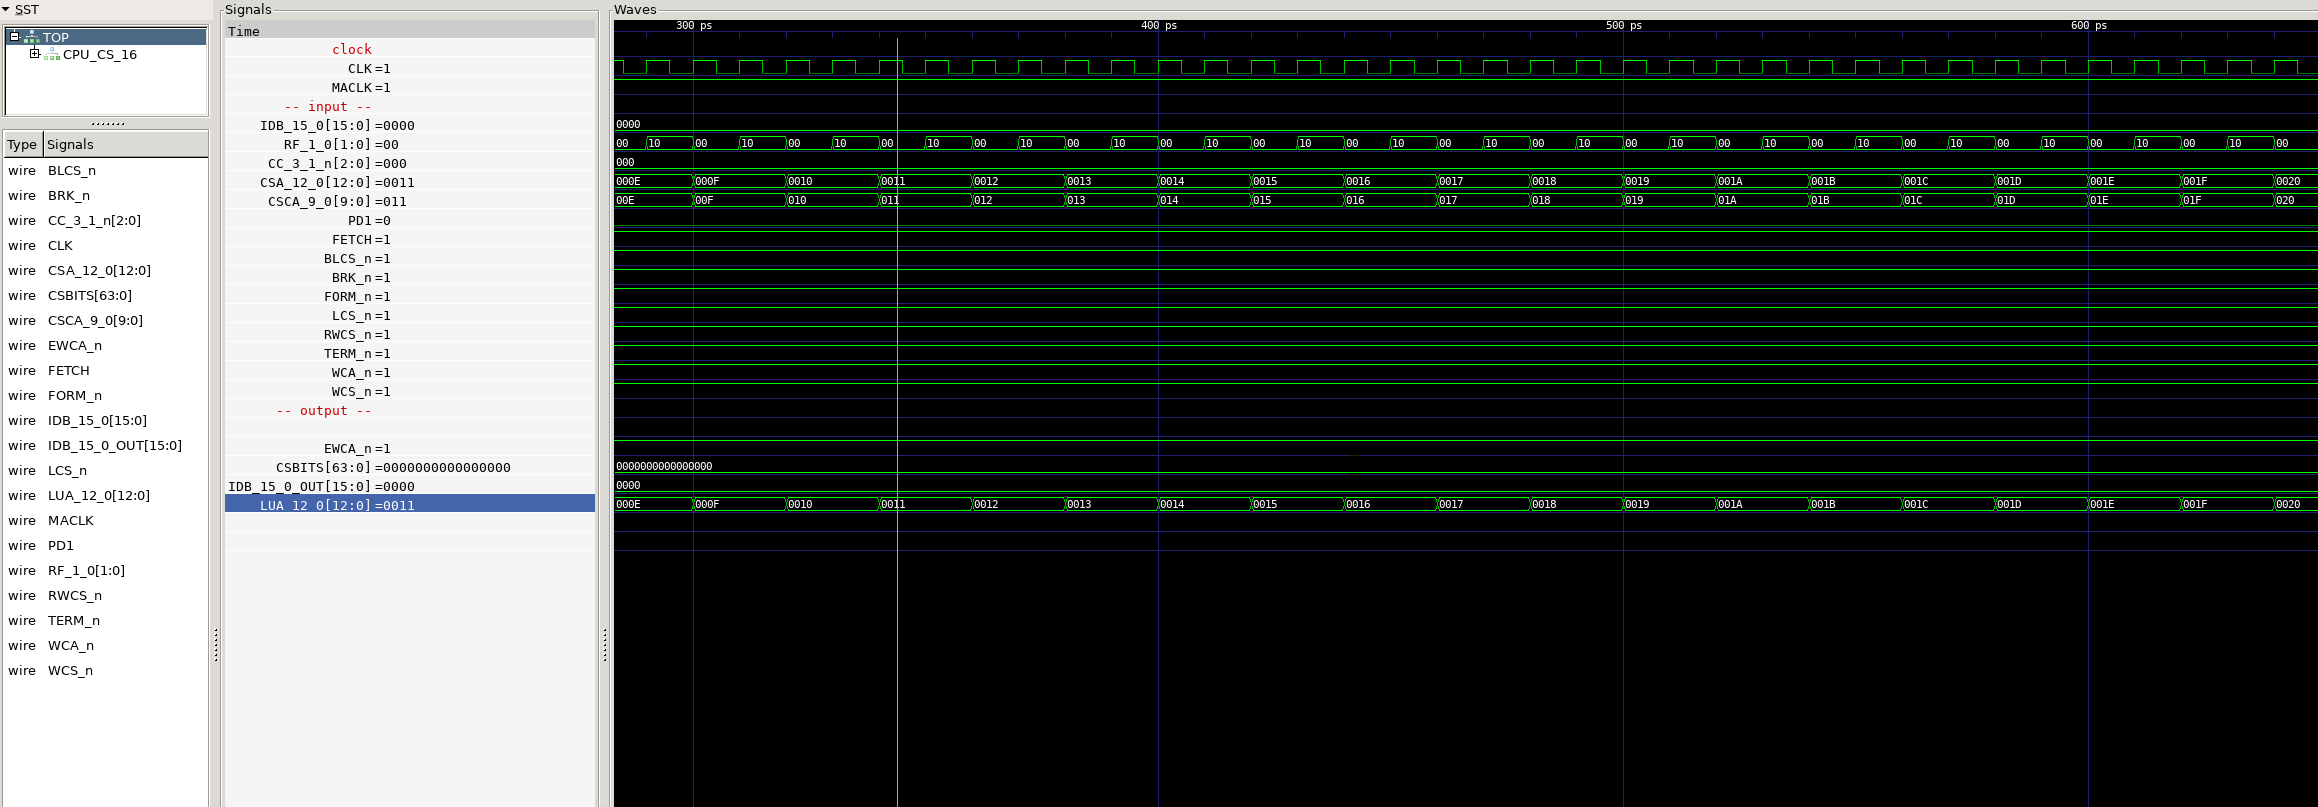 SST
TOP
CPU_CS_16
Type Signals
wire BLCS_n
wire BRK_n
wire CC_3_1_n[2:0]
wire CLK
wire CSA_12_0[12:0]
wire CSBITS[63:0]
wire CSCA_9_0[9:0]
wire EWCA_n
wire FETCH
wire FORM_n
wire IDB_15_0[15:0]
wire IDB_15_0_OUT[15:0]
wire LCS_n
wire LUA_12_0[12:0]
wire MACLK
wire PD1
wire RF_1_0[1:0]
wire RWCS_n
wire TERM_n
wire WCA_n
wire WCS_n
Signals
Time
clock
CLK =1
MACLK =1
-- input --
IDB_15_0[15:0] =0000
RF_1_0[1:0] =00
CC_3_1_n[2:0] =000
CSA_12_0[12:0] =0011
CSCA_9_0[9:0] =011
PD1 =0
FETCH =1
BLCS_n =1
BRK_n =1
FORM_n =1
LCS_n =1
RWCS_n =1
TERM_n =1
WCA_n =1
WCS_n =1
-- output --
EWCA_n =1
CSBITS[63:0] =0000000000000000
IDB_15_0_OUT[15:0] =0000
LUA_12_0[12:0] =0011
Waves
300 ps 400 ps 500 ps 600 ps
0000
00 10 00 10 00 10 00 10 00 10 00 10 00 10 00 10 00 10 00 10 00 10 00 10 00 10 00 10 00 10 00 10 00 10 00 10 00
000
000E 000F 0010 0011 0012 0013 0014 0015 0016 0017 0018 0019 001A 001B 001C 001D 001E 001F 0020
00E 00F 010 011 012 013 014 015 016 017 018 019 01A 01B 01C 01D 01E 01F 020
0000000000000000
0000
000E 000F 0010 0011 0012 0013 0014 0015 0016 0017 0018 0019 001A 001B 001C 001D 001E 001F 0020